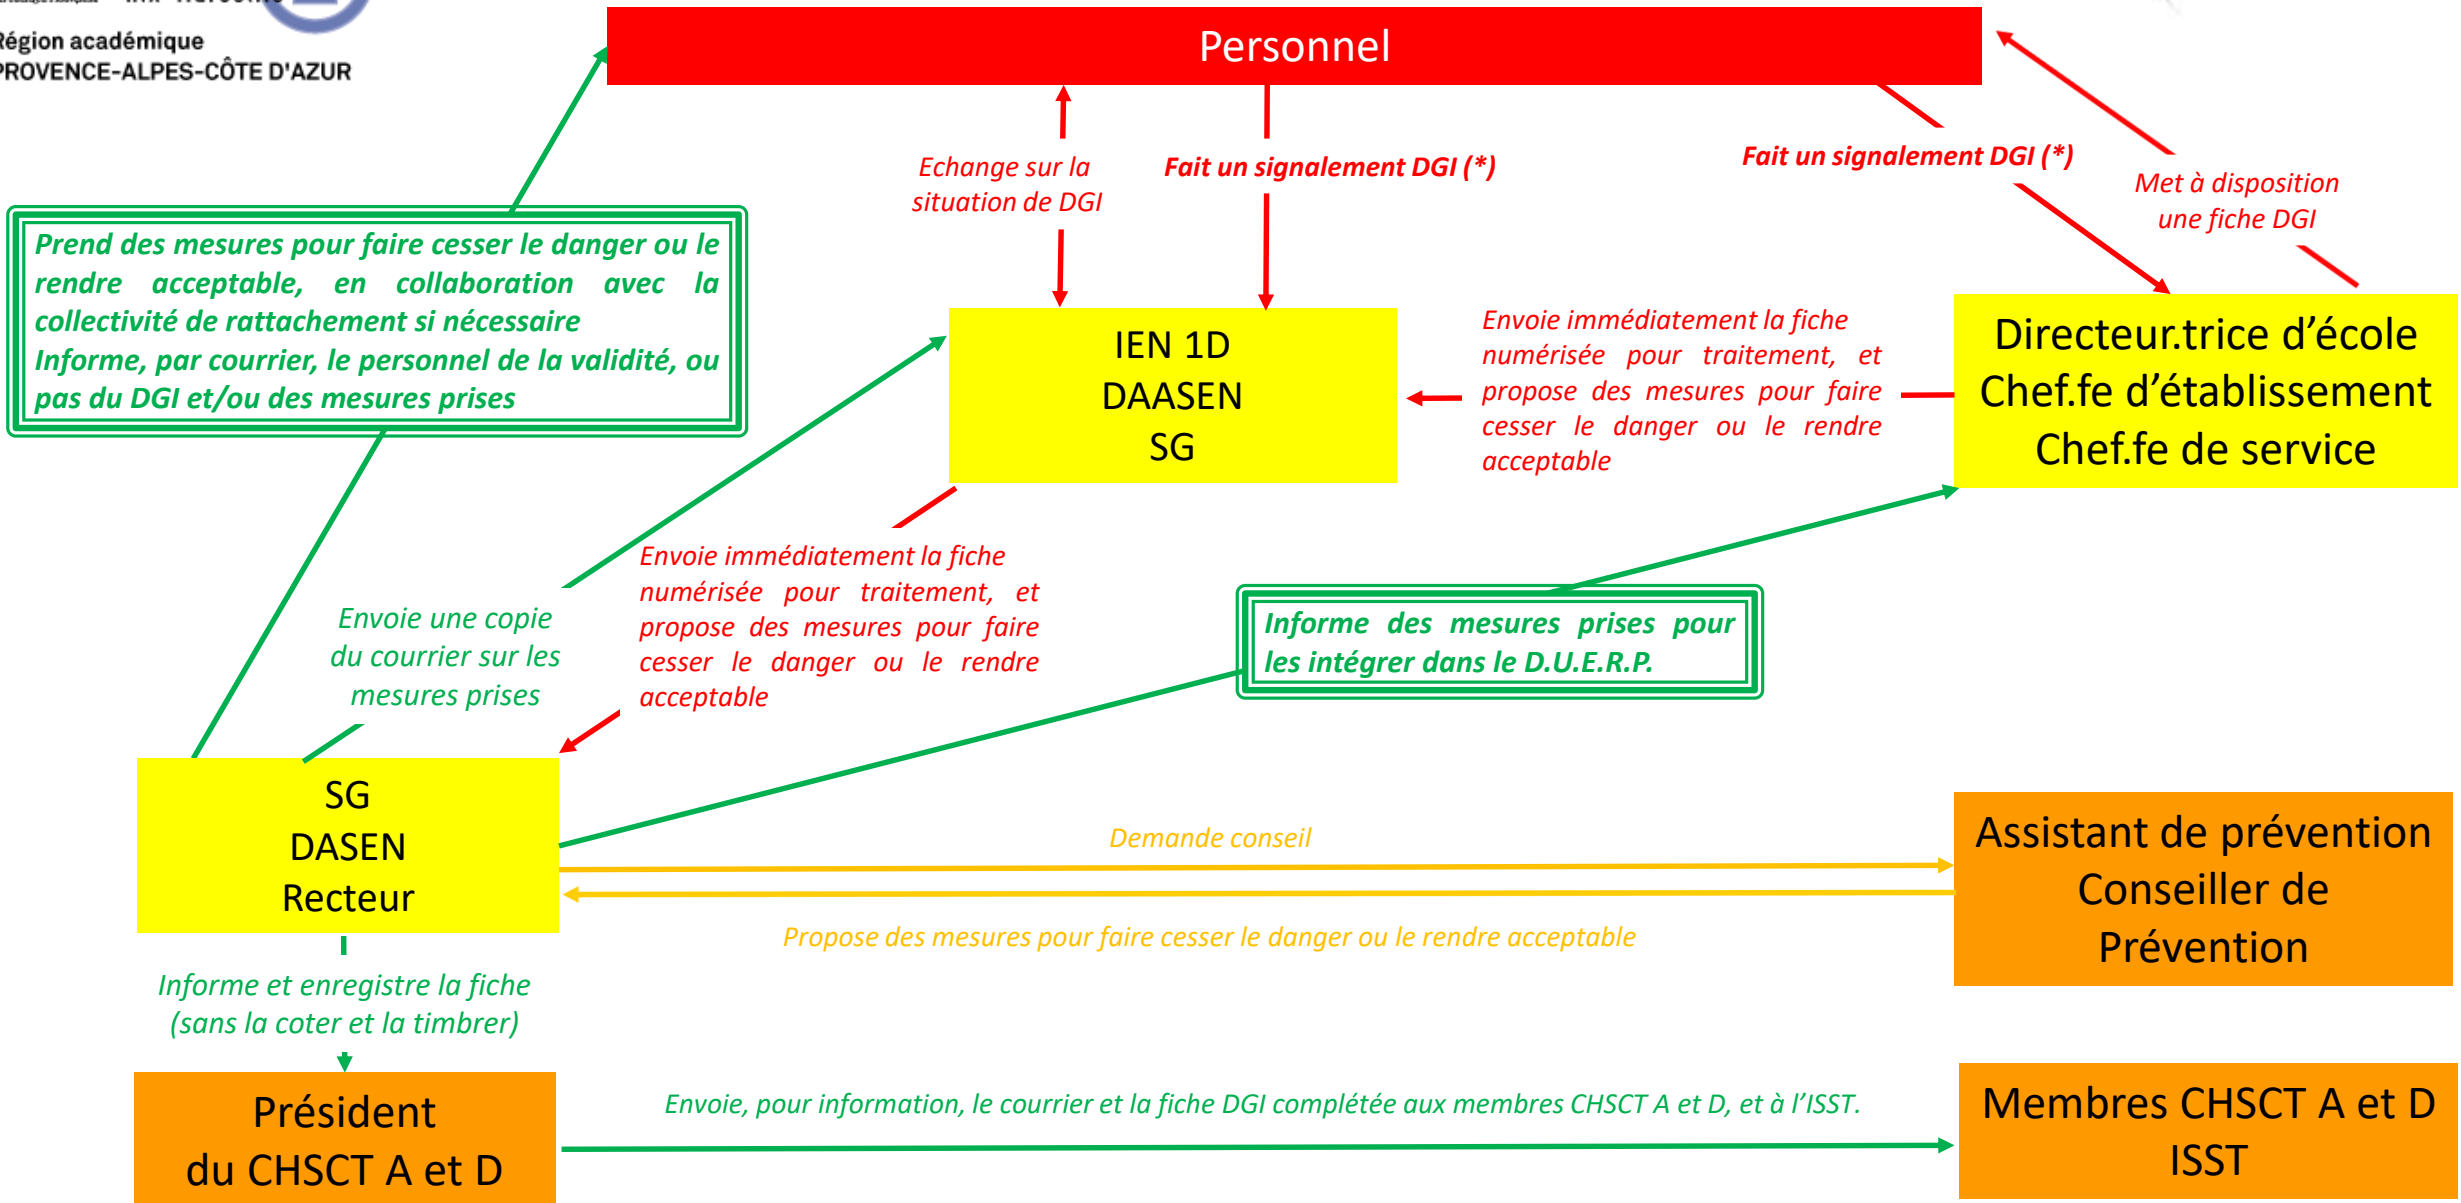 Région académique
PROVENCE-ALPES-CÔTE D'AZUR
Personnel
Echange sur la
situation de DGI
Fait un signalement DGI (*)
Fait un signalement DGI (*)
Met à disposition
une fiche DGI
Prend des mesures pour faire cesser le danger ou le
rendre acceptable, en collaboration avec la
collectivité de rattachement si nécessaire
Informe, par courrier, le personnel de la validité, ou
pas du DGI et/ou des mesures prises
IEN 1D
DAASEN
SG
Envoie immédiatement la fiche
numérisée pour traitement, et
propose des mesures pour faire
cesser le danger ou le rendre
acceptable
Directeur.trice d’école
Chef.fe d’établissement
Chef.fe de service
Envoie une copie
du courrier sur les
mesures prises
Envoie immédiatement la fiche
numérisée pour traitement, et
propose des mesures pour faire
cesser le danger ou le rendre
acceptable
Informe des mesures prises pour
les intégrer dans le D.U.E.R.P.
SG
DASEN
Recteur
Demande conseil
Propose des mesures pour faire cesser le danger ou le rendre acceptable
Assistant de prévention
Conseiller de
Prévention
Informe et enregistre la fiche
(sans la coter et la timbrer)
Président
du CHSCT A et D
Envoie, pour information, le courrier et la fiche DGI complétée aux membres CHSCT A et D, et à l’ISST.
Membres CHSCT A et D
ISST